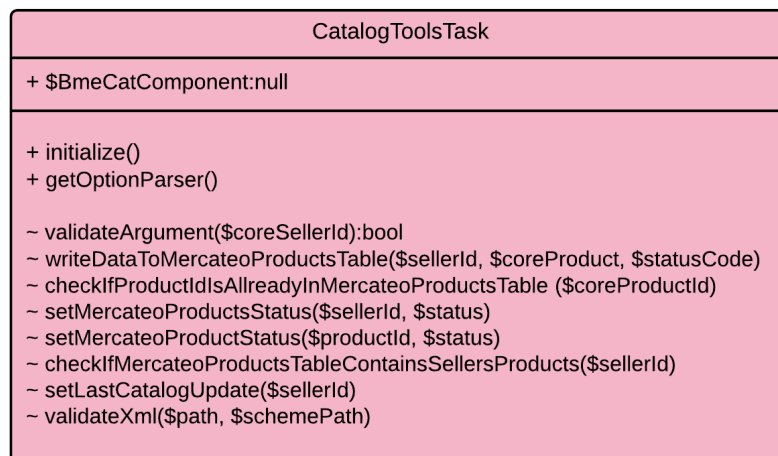 CatalogToolsTask
+ $BmeCatComponent:null
+ initialize()
+ getOptionParser()
~ validateArgument($coreSellerId):bool
~ writeDataToMercateoProductsTable($sellerId, $coreProduct, $statusCode)
~ checkIfProductIdIsAllreadyInMercateoProductsTable ($coreProductId)
~ setMercateoProductsStatus($sellerId, $status)
~ setMercateoProductStatus($productId, $status)
~ checkIfMercateoProductsTableContainsSellersProducts($sellerId)
~ setLastCatalogUpdate($sellerId)
~ validateXml($path, $schemePath)